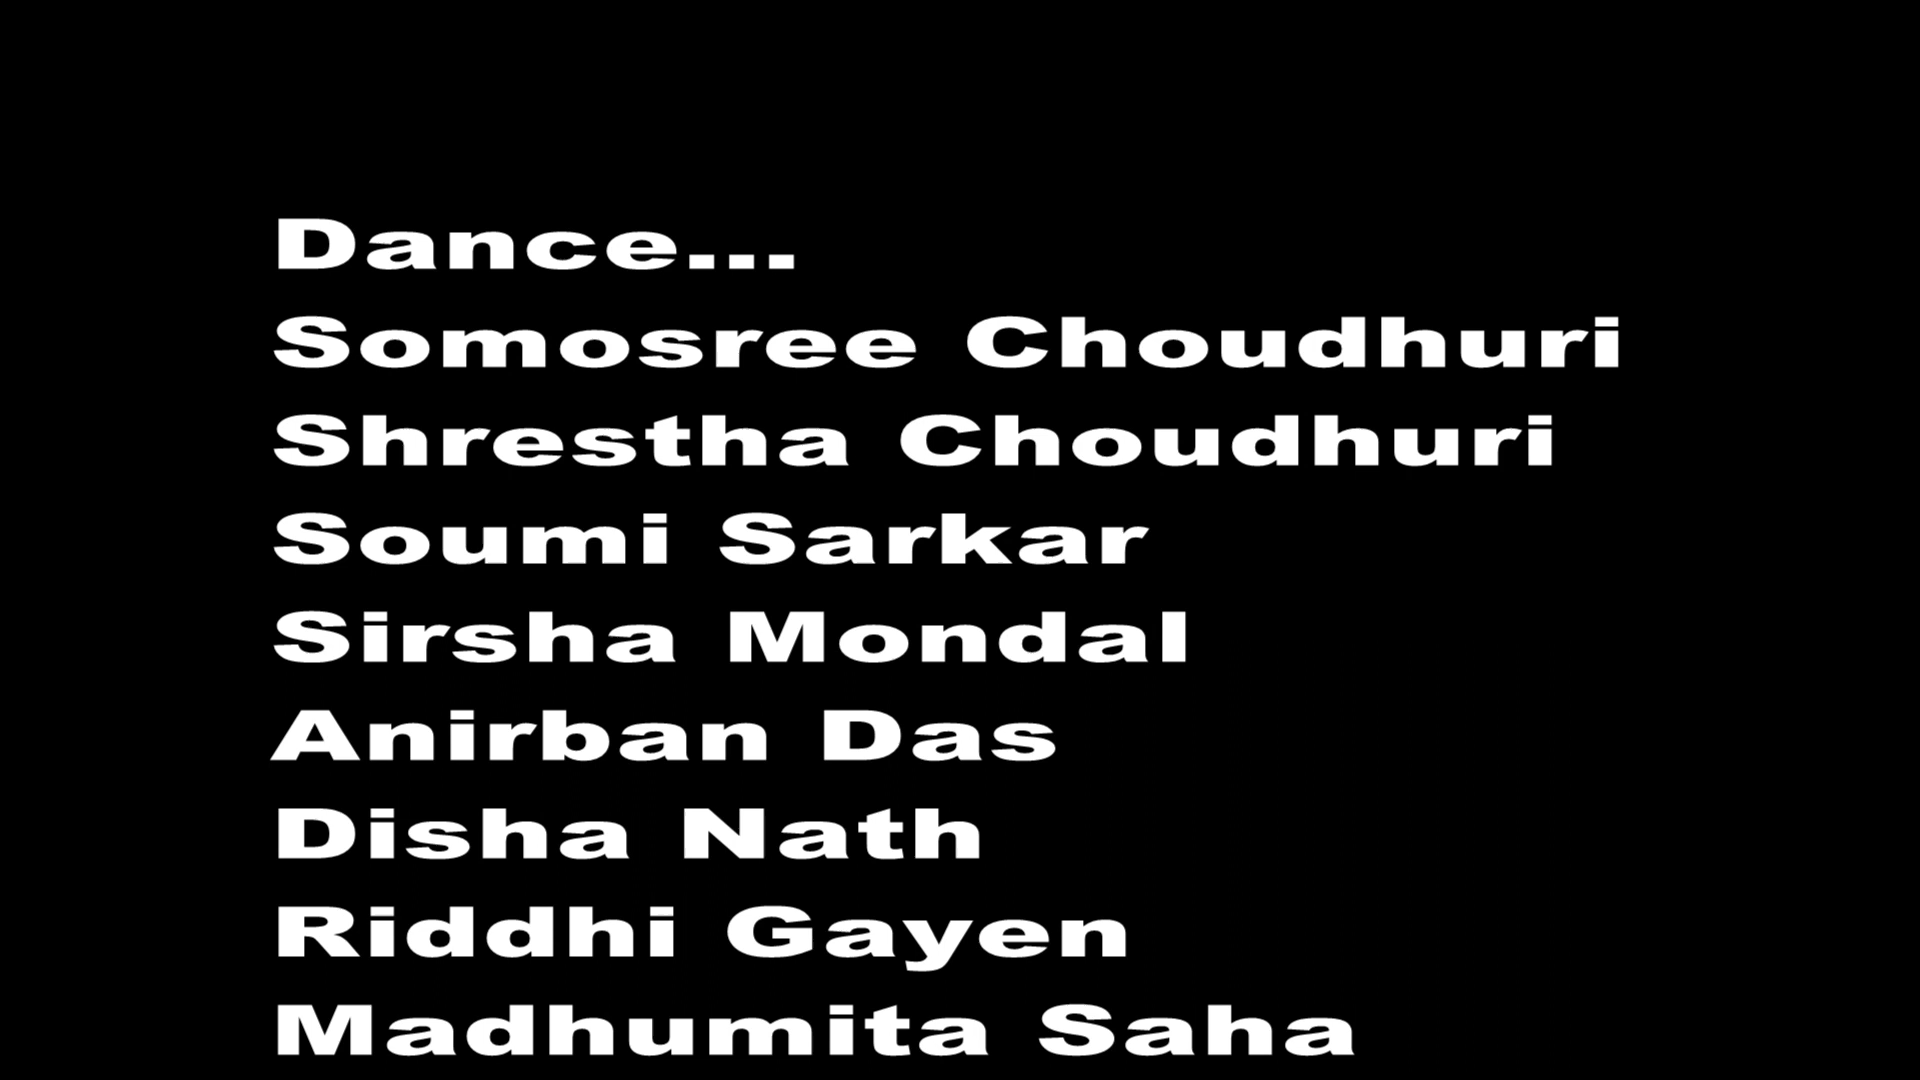 Dance...
Somosree Choudhuri
Shrestha Choudhuri
Soumi Sarkar
Sirsha Mondal
Anirban Das
Disha Nath
Riddhi Gayen
Madhumita Saha